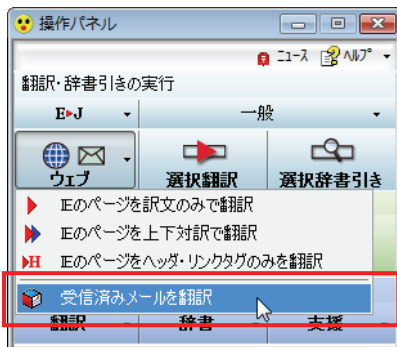 操作パネル
ニュース ヘルプ
翻訳・辞書引きの実行
E▸J 一般
ウェブ 選択翻訳 選択辞書引き
IEのページを訳文のみで翻訳
IEのページを上下対訳で翻訳
H IEのページをヘッダ・リンクタグのみを翻訳
受信済みメールを翻訳
翻訳 辞書 支援